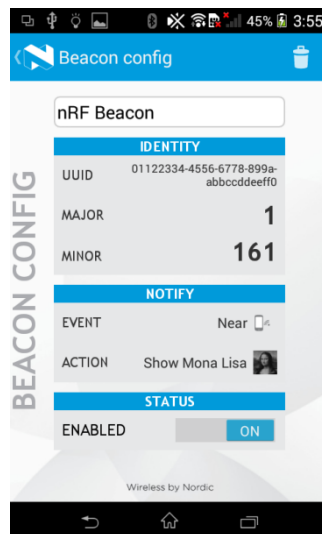 45% 3:55
Beacon config
nRF Beacon
IDENTITY
UUID 01122334-4556-6778-899a-
abbccddeeff0
MAJOR 1
MINOR 161
NOTIFY
EVENT Near
ACTION Show Mona Lisa
STATUS
ENABLED ON
Wireless by Nordic
BEACON CONFIG